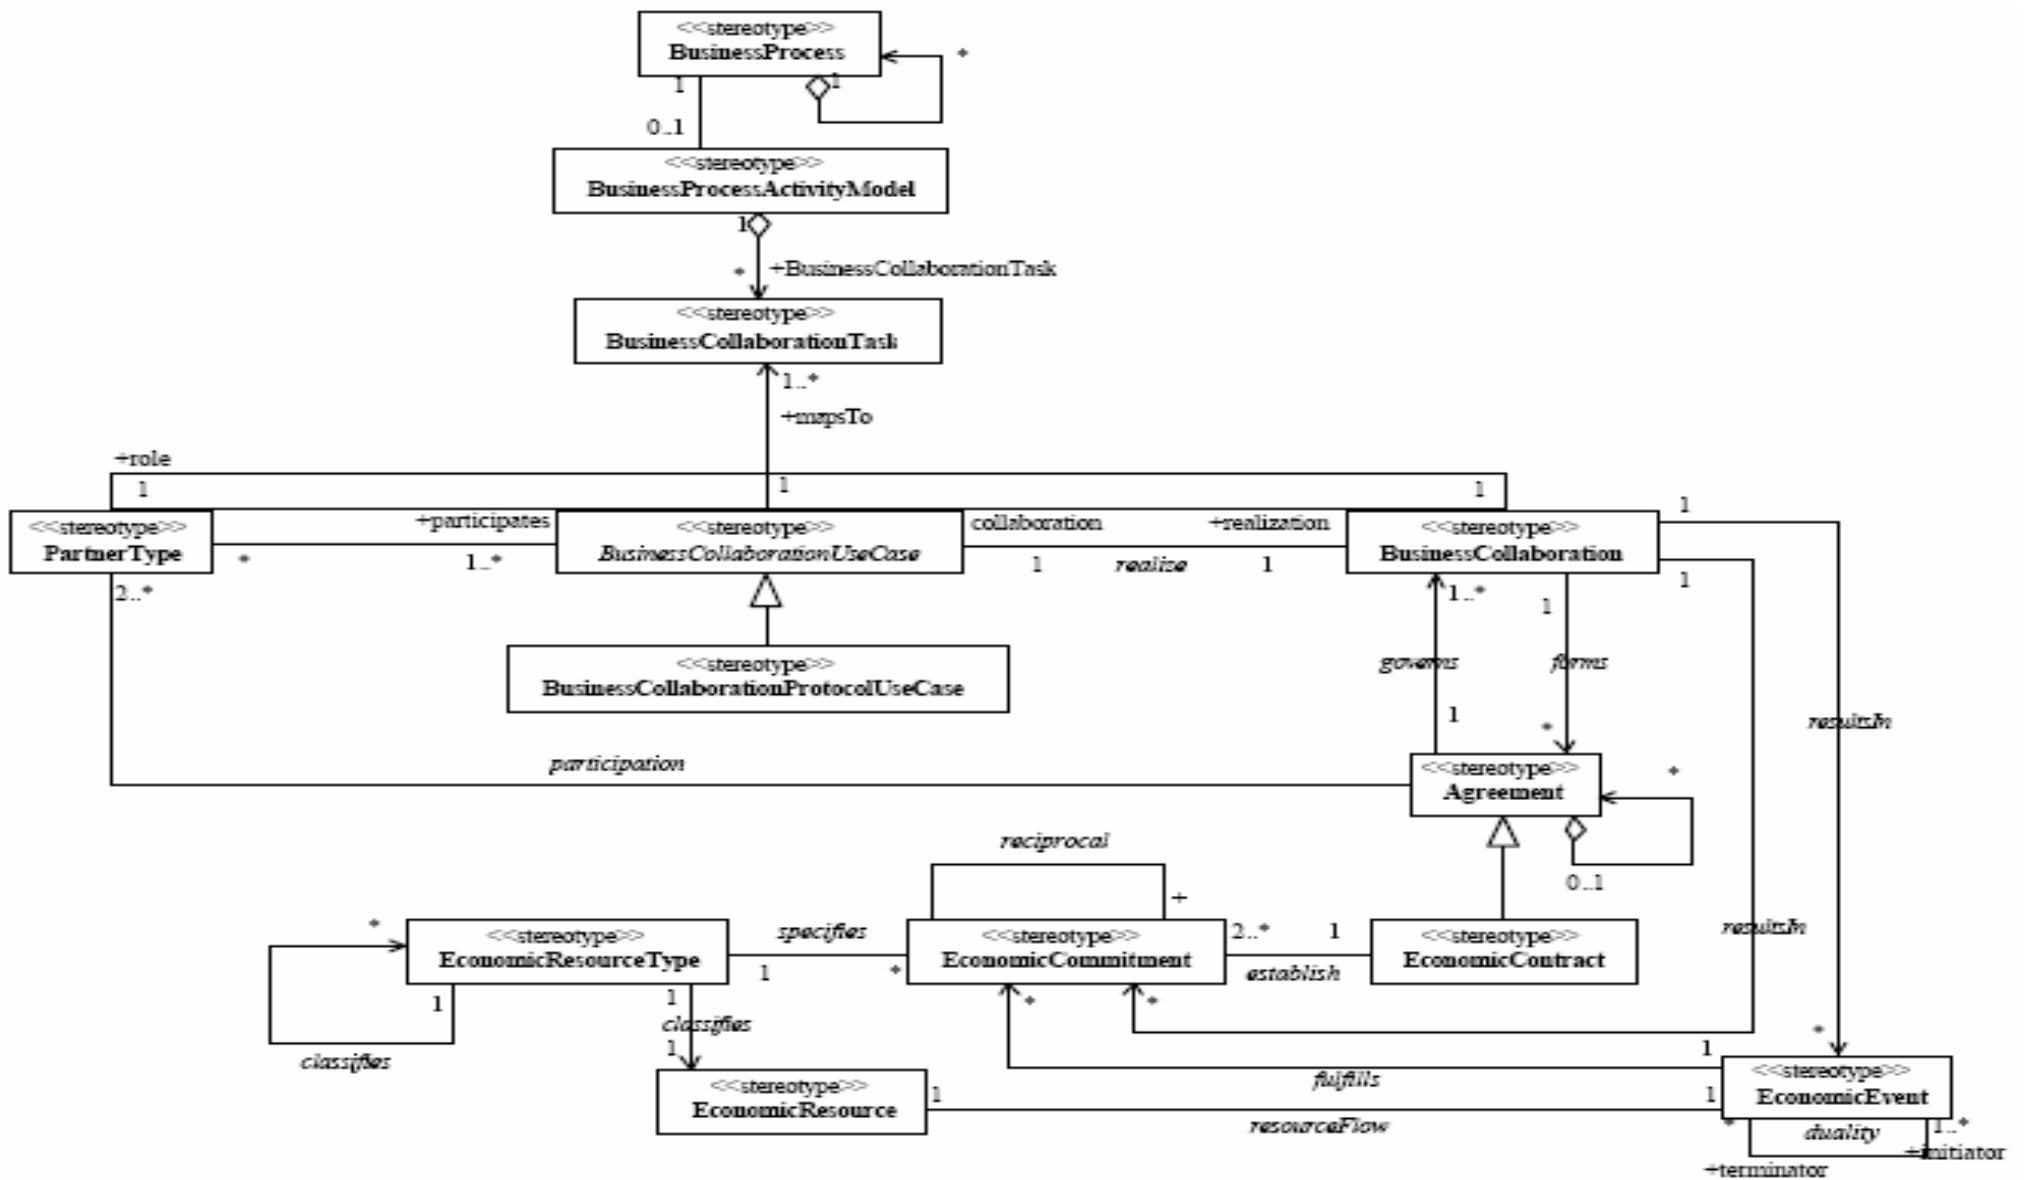 <<stereotype>>
BusinessProcess
*
1
1
0..1
<<stereotype>>
BusinessProcessActivityModel
1
*
+BusinessCollaborationTask
<<stereotype>>
BusinessCollaborationTask
1..*
+mapsTo
+role
1
1
1
1
<<stereotype>>
PartnerType
+participates
*
1..*
<<stereotype>>
BusinessCollaborationUseCase
collaboration
+realization
1
realise
1
<<stereotype>>
BusinessCollaboration
1
2..*
1..*
1
<<stereotype>>
BusinessCollaborationProtocolUseCase
governs
forms
1
*
resultsIn
participation
<<stereotype>>
Agreement
*
reciprocal
+
0..1
*
<<stereotype>>
EconomicResourceType
specifies
1
*
<<stereotype>>
EconomicCommitment
2..*
1
establish
<<stereotype>>
EconomicContract
resultsIn
1
classifies
1
classifies
1
*
*
*
1
fulfills
<<stereotype>>
EconomicResource
1
1
resourceFlow
<<stereotype>>
EconomicEvent
*
duality
1..*
+initiator
+terminator